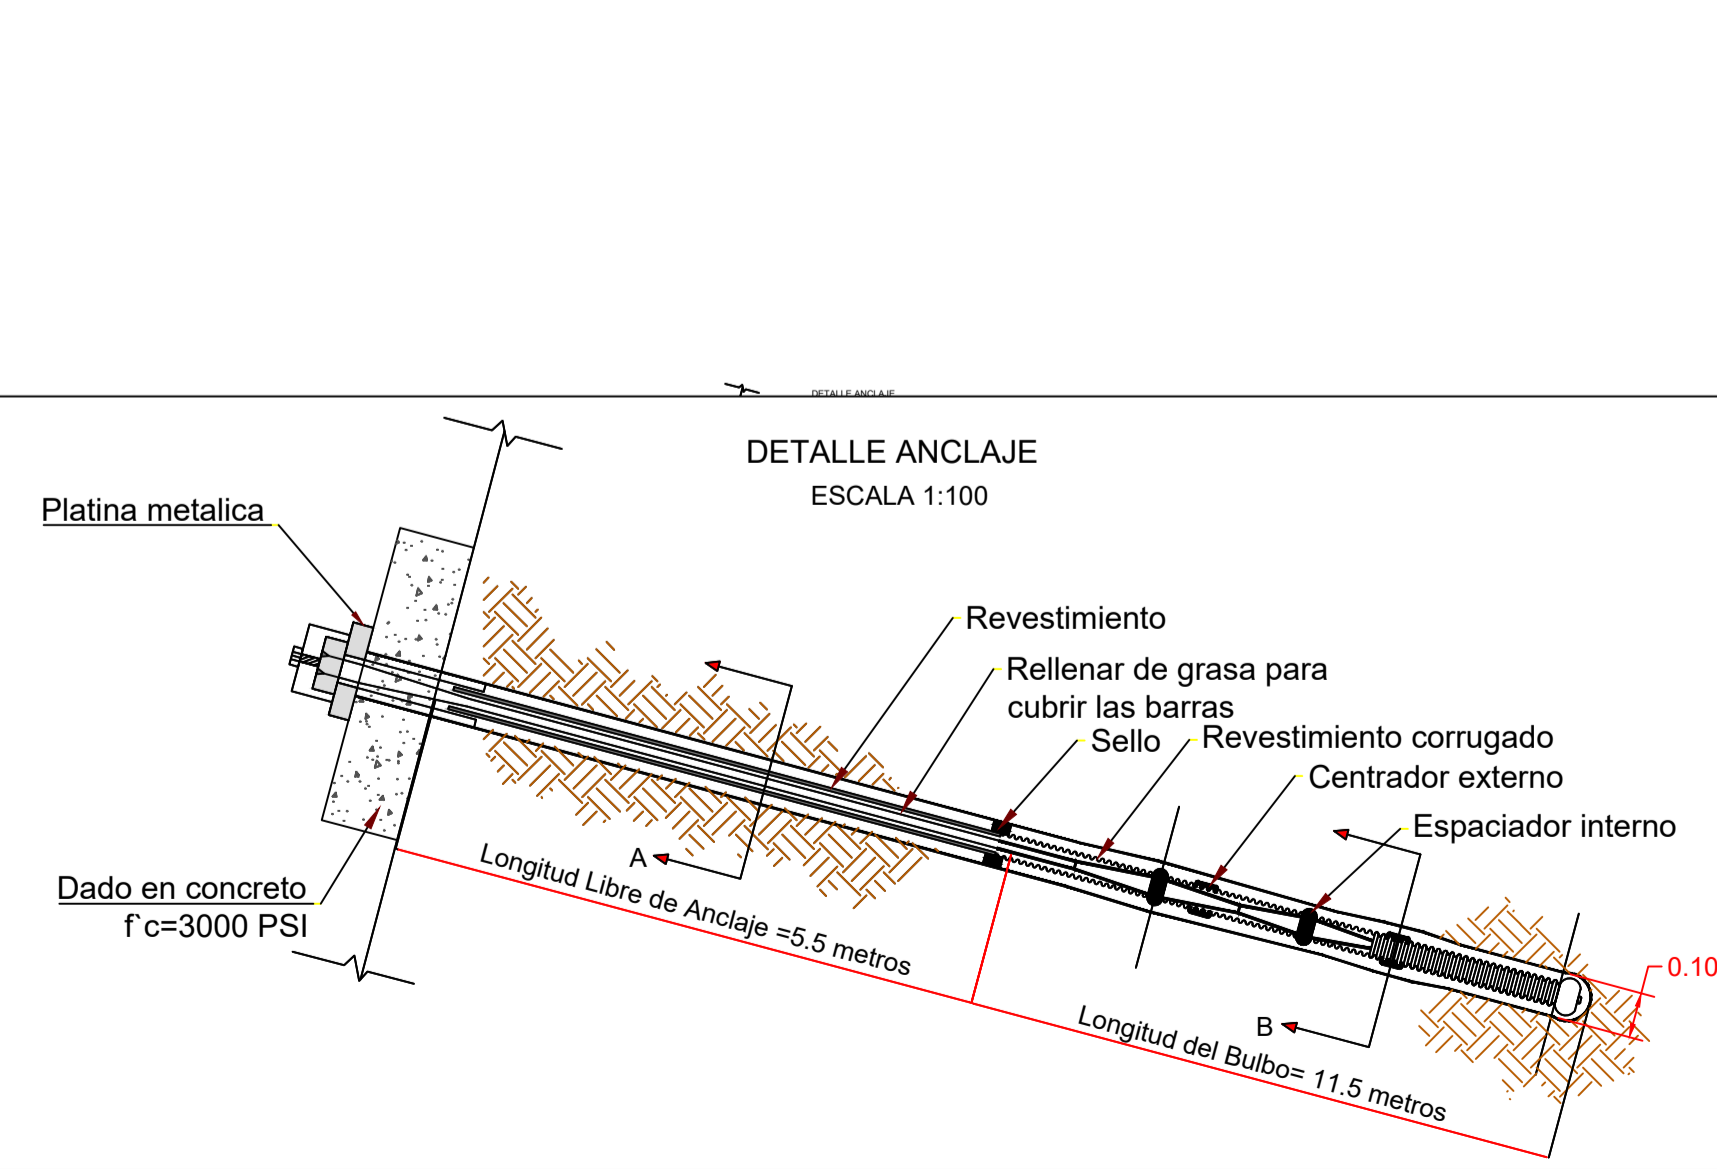 DETALLE ANCLAJE
DETALLE ANCLAJE
ESCALA 1:100
Platina metalica
Revestimiento
Rellenar de grasa para
cubrir las barras
Sello
Revestimiento corrugado
Centrador externo
Espaciador interno
A
Longitud Libre de Anclaje =5.5 metros
Dado en concreto
f`c=3000 PSI
0.10
B
Longitud del Bulbo= 11.5 metros